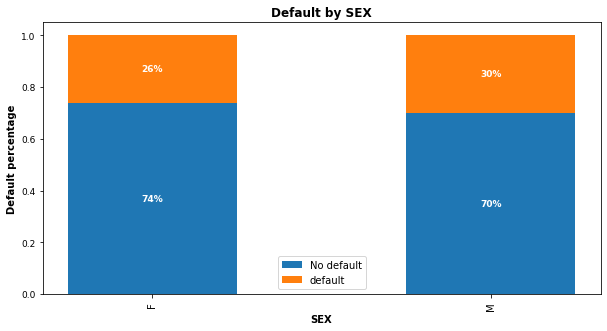 Default by SEX
Default percentage
1.0
0.8
0.6
0.4
0.2
0.0
26%
30%
74%
70%
No default
default
F
M
SEX